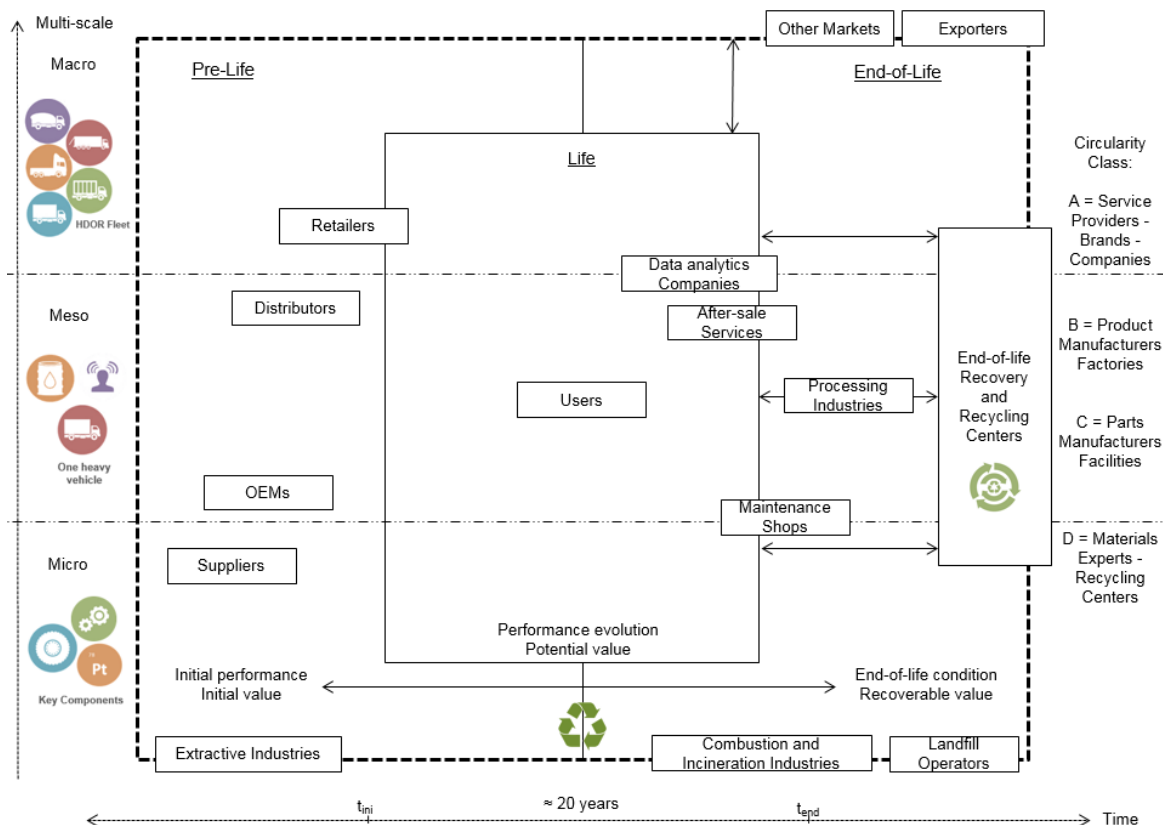 Multi-scale
Other Markets
Exporters
Macro
Pre-Life
End-of-Life
Life
HDOR Fleet
Retailers
Circularity
Class:
A = Service
Providers -
Brands -
Companies
Data analytics
Companies
Meso
Distributors
After-sale
Services
B = Product
Manufacturers
Factories
End-of-life
Recovery
and
Recycling
Centers
Users
Processing
Industries
C = Parts
Manufacturers
Facilities
One heavy
vehicle
OEMs
Maintenance
Shops
Micro
Suppliers
D = Materials
Experts -
Recycling
Centers
Pt
Key Components
Performance evolution
Potential value
Initial performance
Initial value
End-of-life condition
Recoverable value
Extractive Industries
Combustion and
Incineration Industries
Landfill
Operators
tini
≈ 20 years
tend
Time